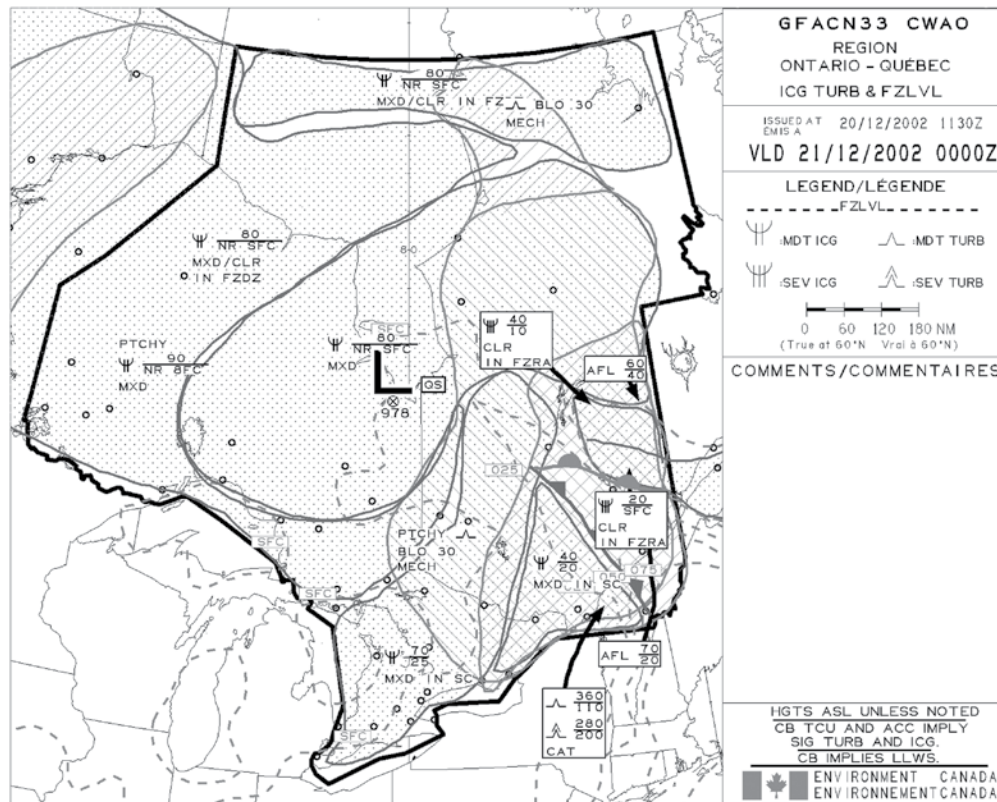 GFACN33 CWAO
REGION
ONTARIO - QUÉBEC
ICG TURB & FZLVL
ISSUED AT
ÉMIS A
20/12/2002 1130Z
VLD 21/12/2002 0000Z
LEGEND/LÉGENDE
FZLVL
:MDT ICG
:MDT TURB
:SEV ICG
:SEV TURB
0 60 120 180 NM
(True at 60°N Vrai à 60°N)
COMMENTS/COMMENTAIRES
HGTS ASL UNLESS NOTED
CB TCU AND ACC IMPLY
SIG TURB AND ICG.
CB IMPLIES LLWS.
ENVIRONMENT CANADA
ENVIRONNEMENT CANADA
80
NR SFC
MXD/CLR IN FZ
BLO 30
MECH
80
NR SFC
MXD/CLR
IN FZDZ
80
PTCHY
90
NR SFC
MXD
SFC
80
NR SFC
MXD
QS
978
40
10
CLR
IN FZRA
AFL 60
40
025
20
SFC
CLR
IN FZRA
PTCHY
BLO 30
MECH
40
20
MXD IN SC
050
075
SFC
SFC
70
25
MXD IN SC
AFL 70
20
360
110
280
200
CAT
SFC